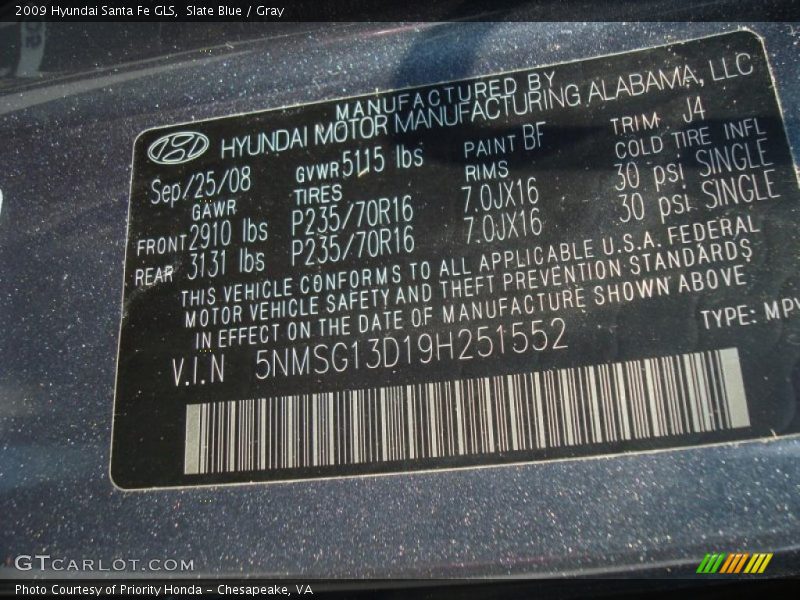 2009 Hyundai Santa Fe GLS, Slate Blue / Gray
MANUFACTURED BY
HYUNDAI MOTOR MANUFACTURING ALABAMA, LLC
Sep/25/08 GVWR 5115 lbs PAINT BF TRIM J4
GAWR TIRES RIMS COLD TIRE INFL
FRONT 2910 lbs P235/70R16 7.0JX16 30 psi SINGLE
REAR 3131 lbs P235/70R16 7.0JX16 30 psi SINGLE
THIS VEHICLE CONFORMS TO ALL APPLICABLE U.S.A. FEDERAL
MOTOR VEHICLE SAFETY AND THEFT PREVENTION STANDARDS
IN EFFECT ON THE DATE OF MANUFACTURE SHOWN ABOVE
V.I.N 5NMSG13D19H251552 TYPE: MPV
GTCARLOT.COM
Photo Courtesy of Priority Honda - Chesapeake, VA